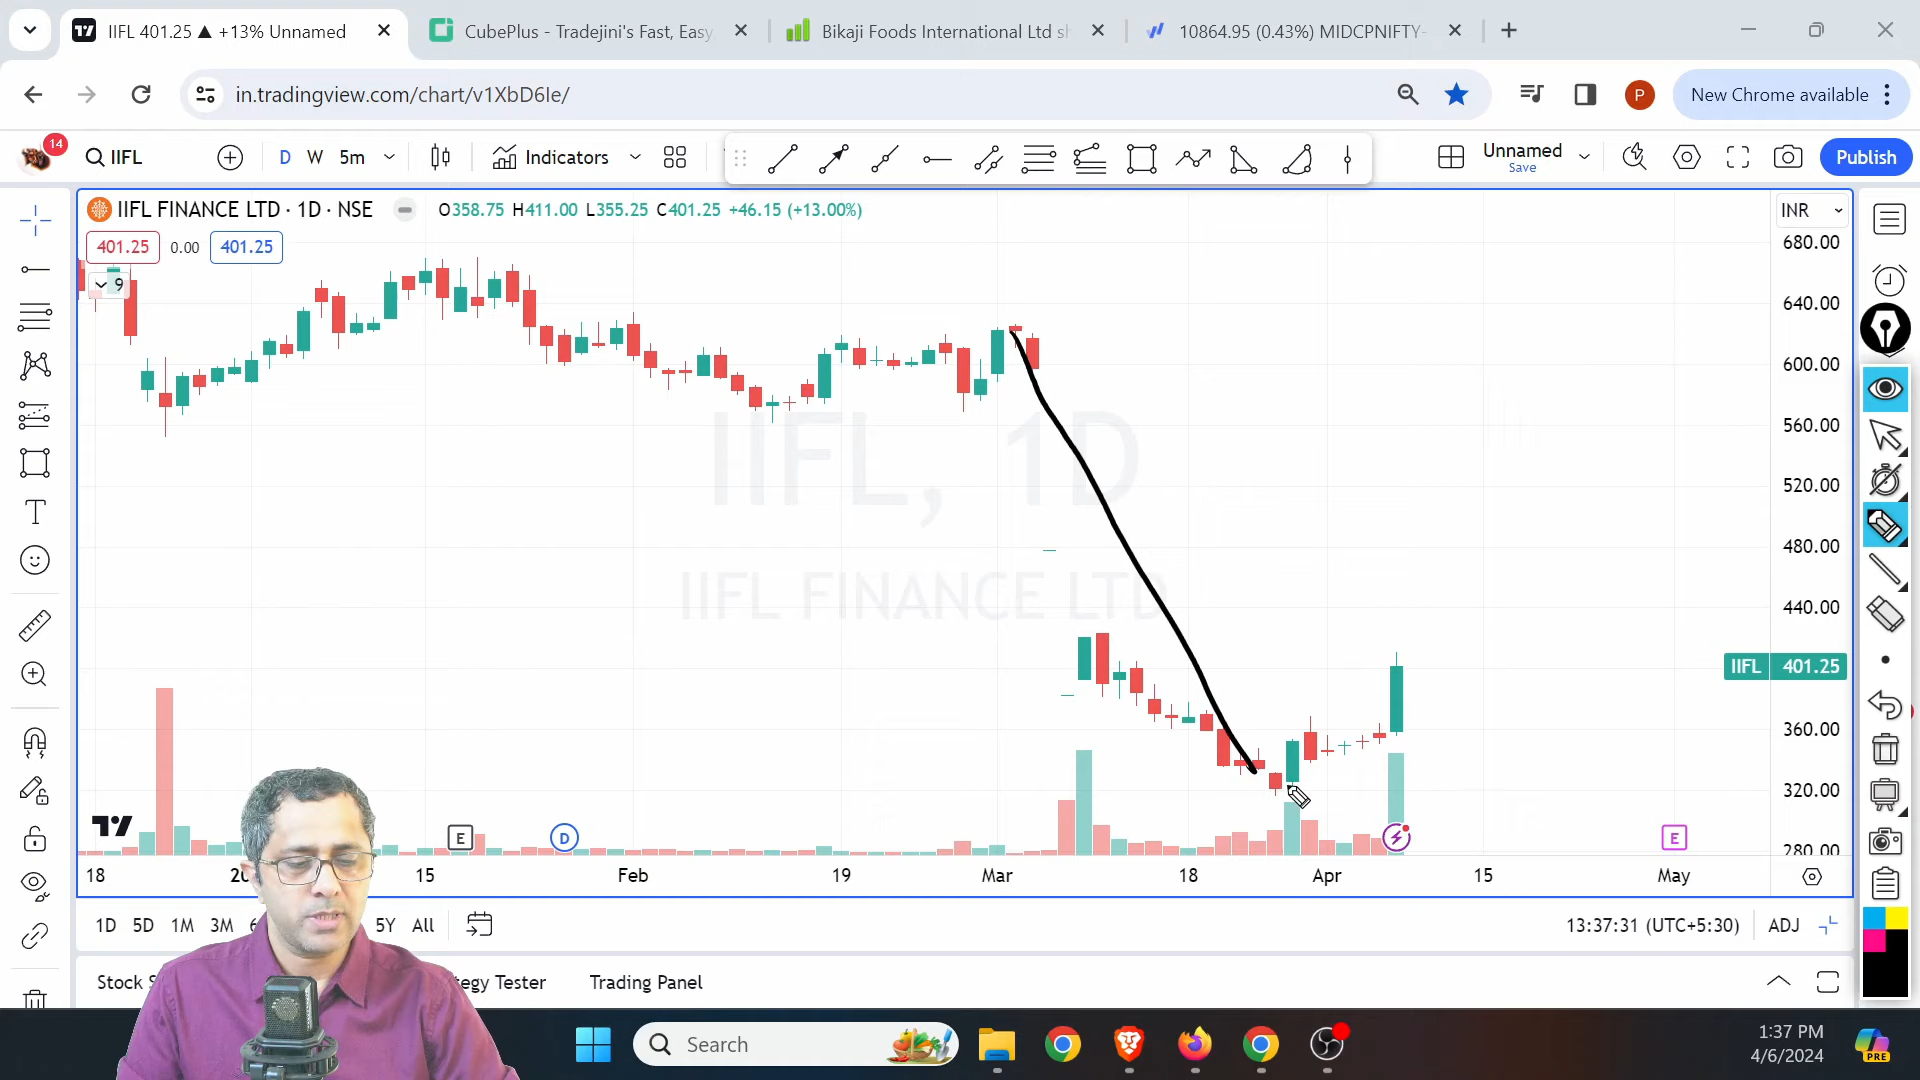 IIFL 401.25 ▲ +13% Unnamed
CubePlus - Tradejini's Fast, Easy,
Bikaji Foods International Ltd sh
10864.95 (0.43%) MIDCPNIFTY-
in.tradingview.com/chart/v1XbD6Ie/
P
New Chrome available
14
IIFL
D
W
5m
Indicators
Unnamed
Save
Publish
IIFL FINANCE LTD · 1D · NSE
O358.75 H411.00 L355.25 C401.25 +46.15 (+13.00%)
INR
401.25
0.00
401.25
9
680.00
640.00
600.00
560.00
520.00
480.00
440.00
IIFL 401.25
360.00
320.00
280.00
IIFL, 1D
IIFL FINANCE LTD
E
D
E
18
15
Feb
19
Mar
18
Apr
15
May
1D
5D
1M
3M
5Y
All
13:37:31 (UTC+5:30)
ADJ
Stock
tegy Tester
Trading Panel
Search
1:37 PM
4/6/2024
PRE